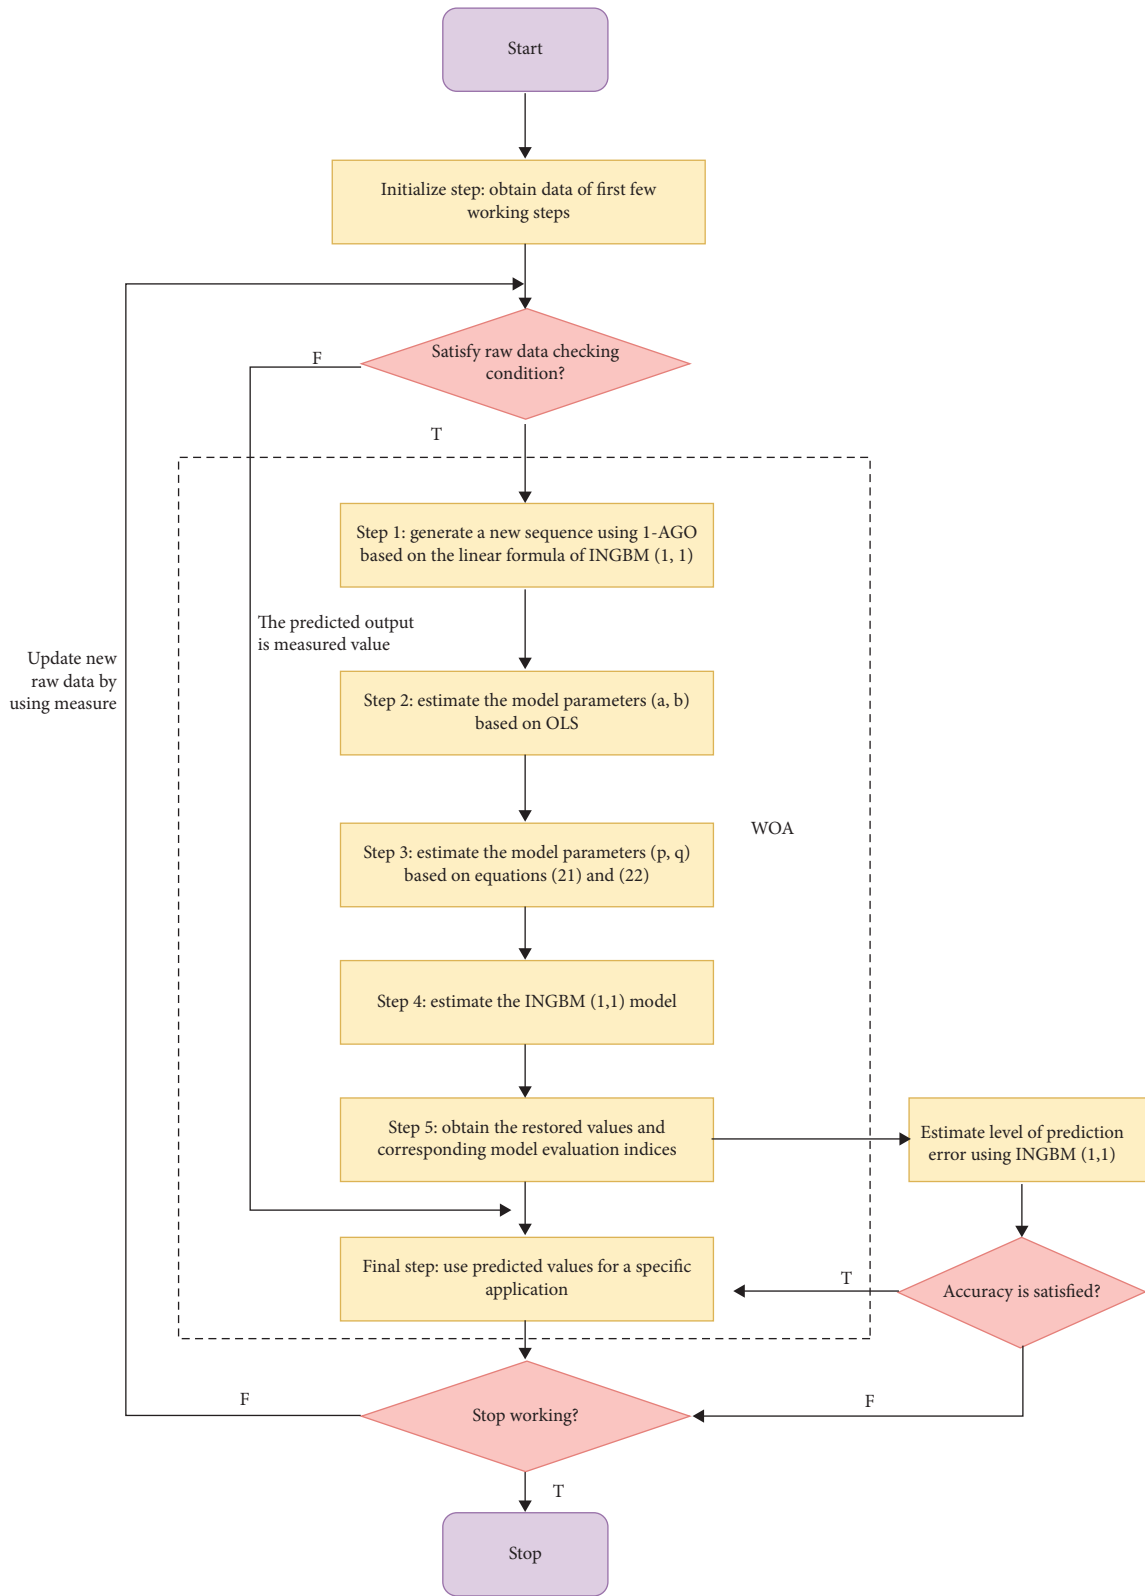 Start
Initialize step: obtain data of first few
working steps
Satisfy raw data checking
condition?
F
T
Step 1: generate a new sequence using 1-AGO
based on the linear formula of INGBM (1, 1)
The predicted output
is measured value
Update new
raw data by
using measure
Step 2: estimate the model parameters (a, b)
based on OLS
Step 3: estimate the model parameters (p, q)
based on equations (21) and (22)
WOA
Step 4: estimate the INGBM (1,1) model
Step 5: obtain the restored values and
corresponding model evaluation indices
Estimate level of prediction
error using INGBM (1,1)
Final step: use predicted values for a specific
application
T
Accuracy is satisfied?
F
Stop working?
F
T
Stop